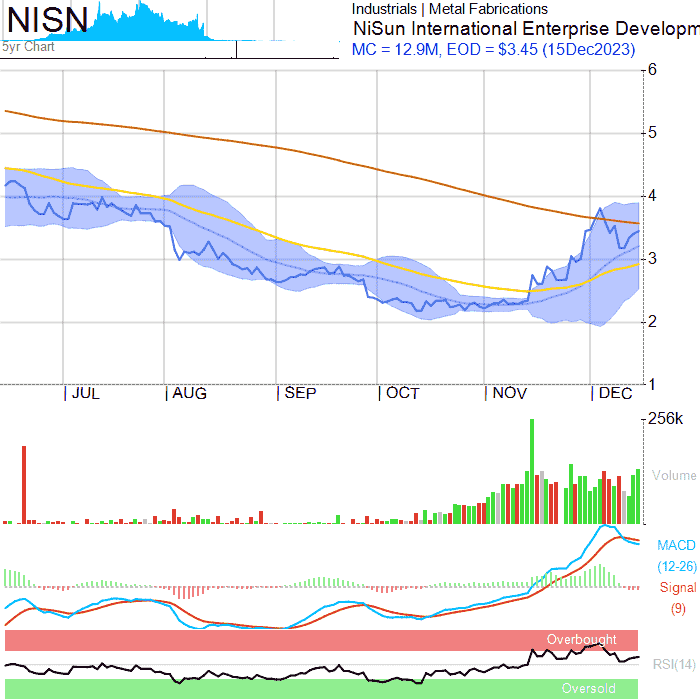 NISN
5yr Chart
Industrials | Metal Fabrications
NiSun International Enterprise Developm
MC = 12.9M, EOD = $3.45 (15Dec2023)
6
5
4
3
2
1
| JUL | AUG | SEP | OCT | NOV | DEC
256k
Volume
MACD
(12-26)
Signal
(9)
Overbought
RSI(14)
Oversold